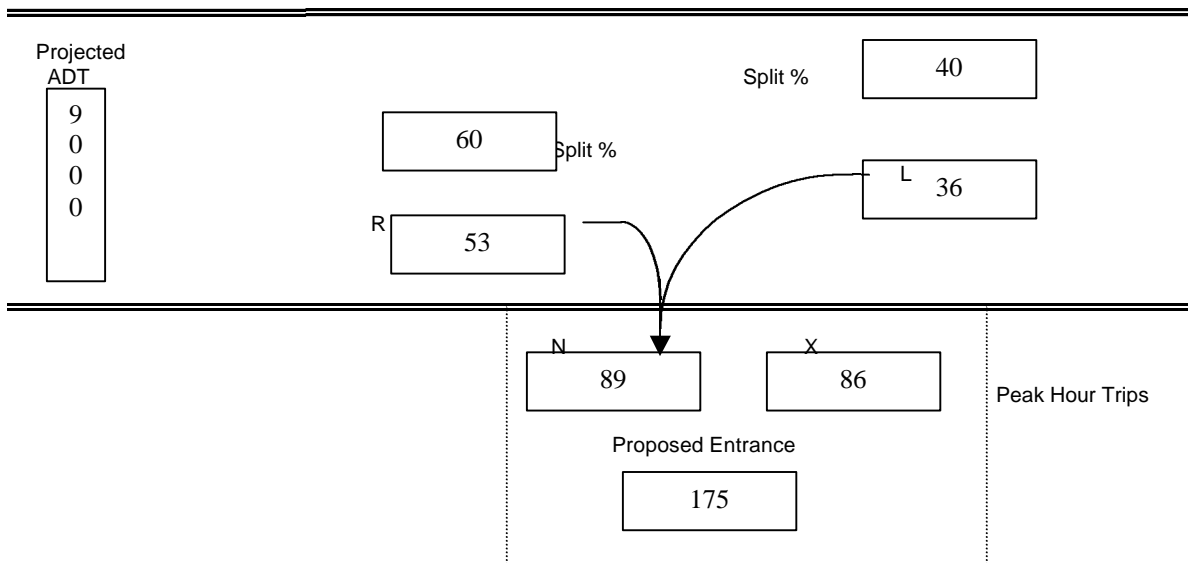 Projected
ADT
9
0
0
0
Split %
40
60
Split %
L
36
R
53
N
89
X
86
Peak Hour Trips
Proposed Entrance
175